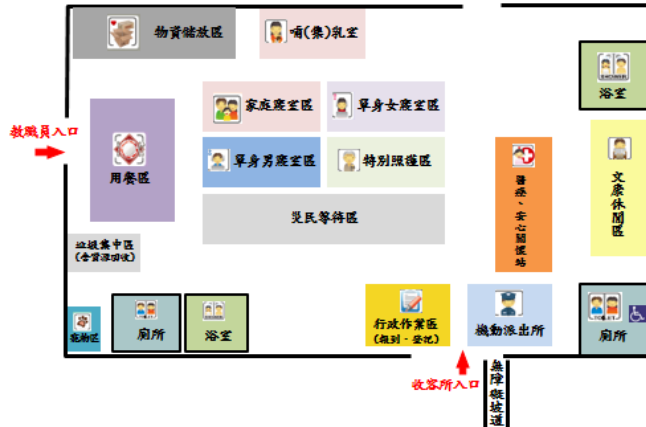 物資儲放區
哺(集)乳室
浴室
家庭寢室區
單身女寢室區
教職員入口
用餐區
單身男寢室區
特別照護區
醫療、安心關懷站
文康休閒區
災民等待區
垃圾集中區
(含資源回收)
寵物區
廁所
浴室
行政作業區
(報到、登記)
機動派出所
廁所
收容所入口
無障礙坡道